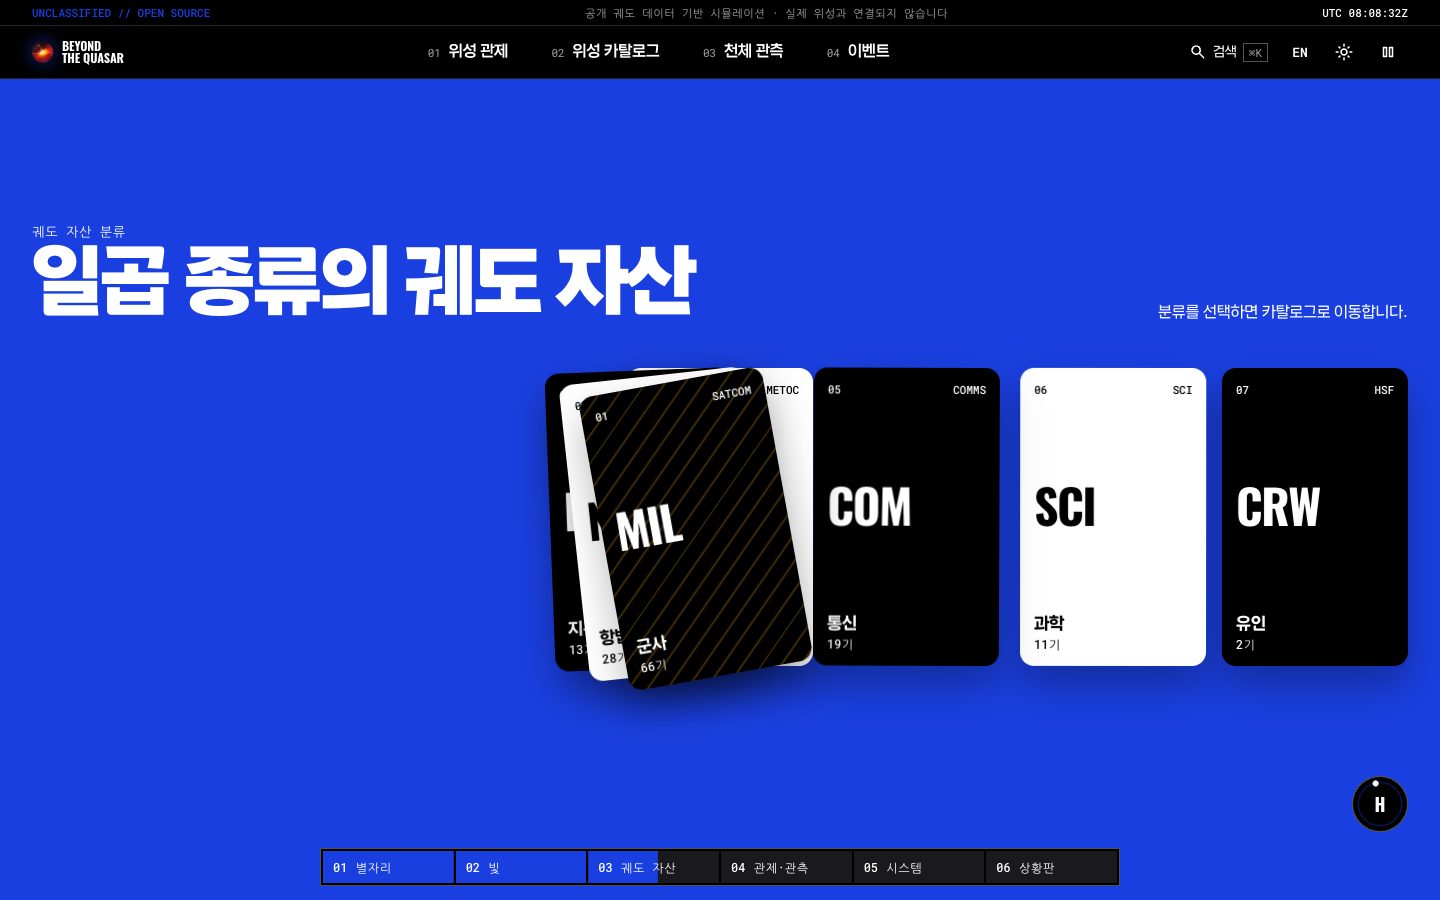 UNCLASSIFIED // OPEN SOURCE
공개 궤도 데이터 기반 시뮬레이션 · 실제 위성과 연결되지 않습니다
UTC 08:08:32Z
BEYOND
THE QUASAR
01 위성 관제
02 위성 카탈로그
03 천체 관측
04 이벤트
검색 ⌘K
EN
궤도 자산 분류
일곱 종류의 궤도 자산
분류를 선택하면 카탈로그로 이동합니다.
01 SATCOM
MIL
군사
66기
28기
METOC
05 COMMS
COM
통신
19기
06 SCI
SCI
과학
11기
07 HSF
CRW
유인
2기
H
01 별자리
02 빛
03 궤도 자산
04 관제·관측
05 시스템
06 상황판